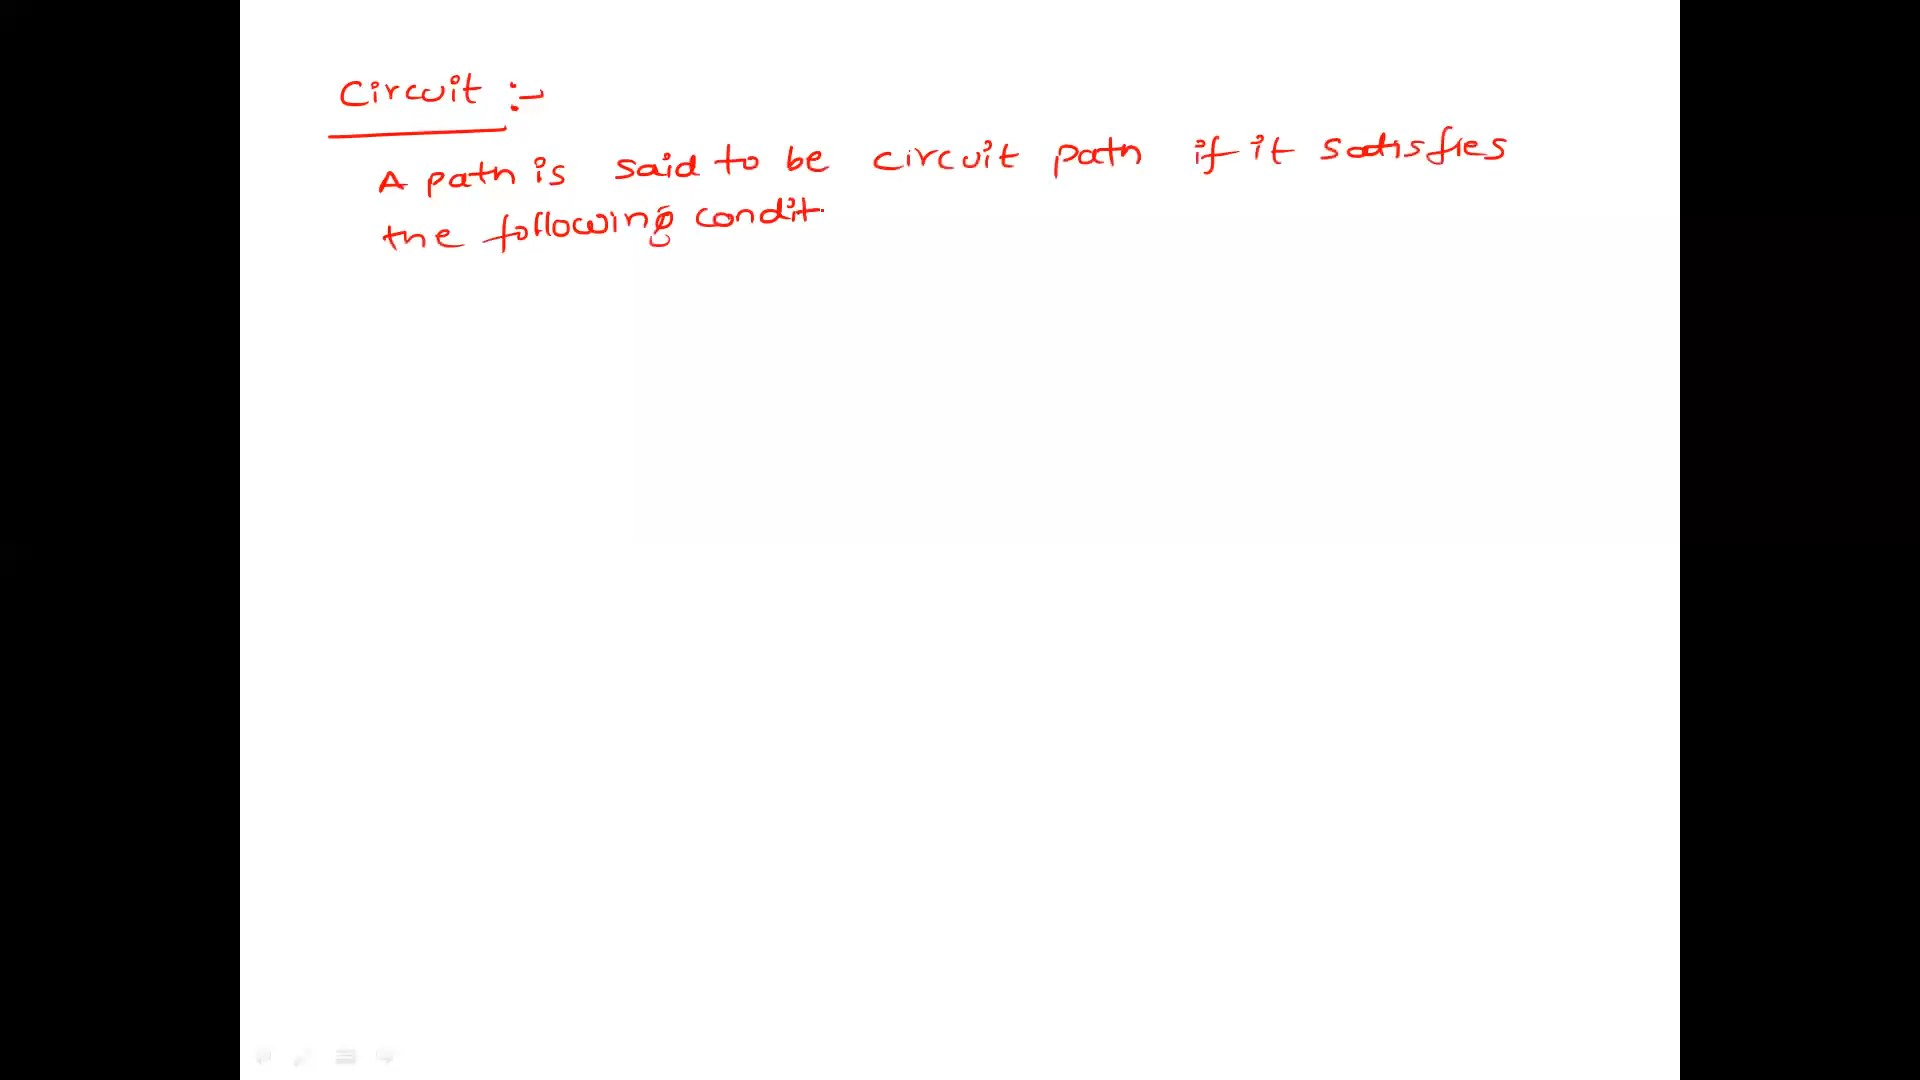 Circuit :-
A path is said to be circuit path if it satisfies
the following condit